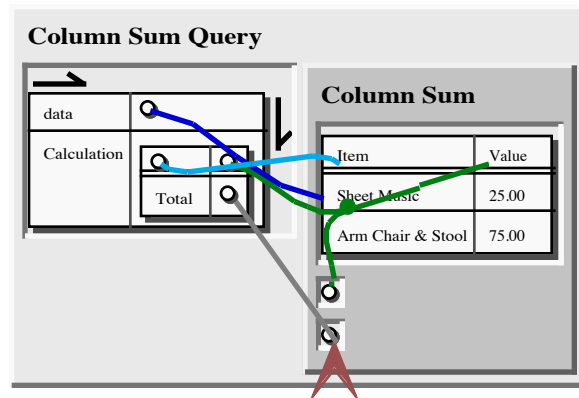 Column Sum Query
data
Calculation
Total
Column Sum
Item Value
Sheet Music 25.00
Arm Chair & Stool 75.00